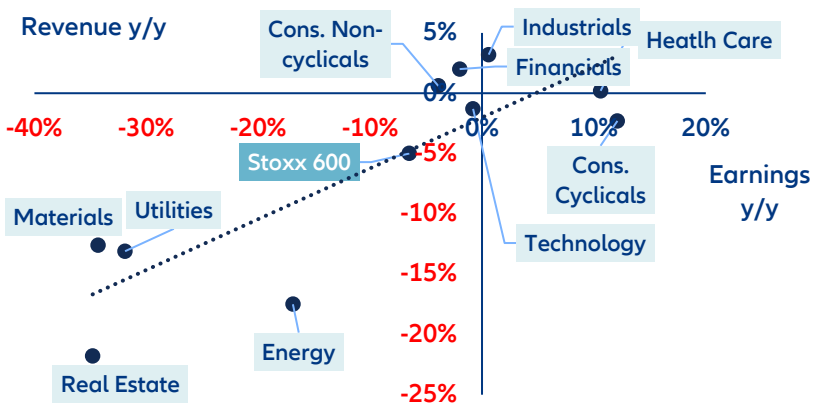 Revenue y/y
Cons. Non-
cyclicals
5%
Industrials
Heatlh Care
Financials
0%
-40%
-30%
-20%
-10%
0%
10%
20%
Stoxx 600
-5%
Cons.
Cyclicals
Earnings
y/y
Materials
Utilities
-10%
Technology
-15%
Energy
-20%
Real Estate
-25%